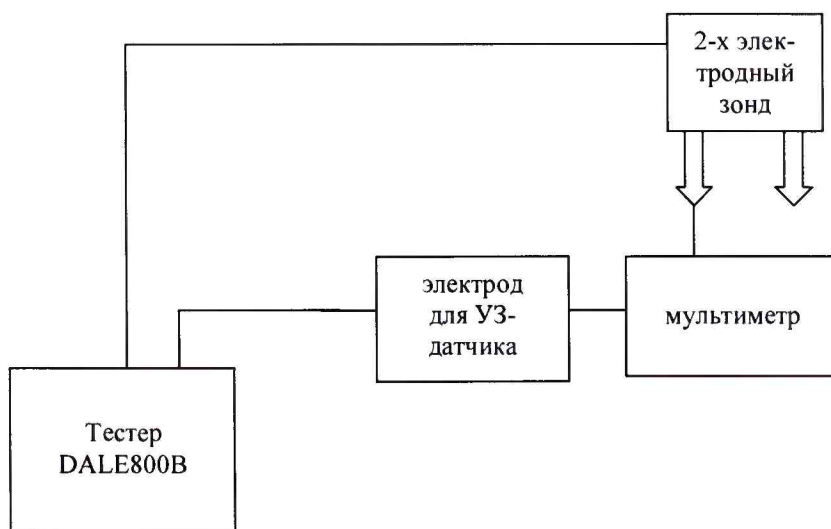 2-х элек-
тродный
зонд
электрод
для УЗ-
датчика
мультиметр
Тестер
DALE800B